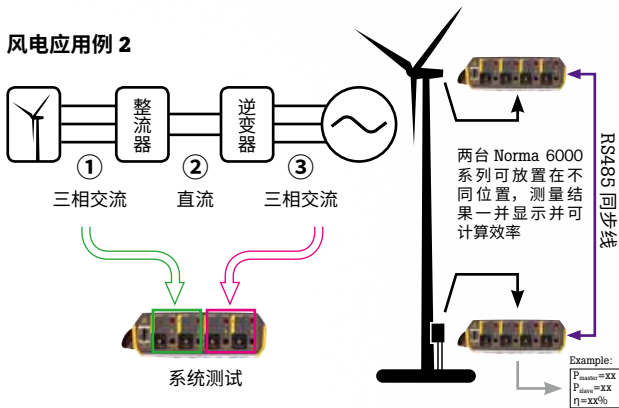 风电应用例 2
整流器
逆变器
① ② ③
三相交流 直流 三相交流
系统测试
两台 Norma 6000
系列可放置在不
同位置，测量结
果一并显示并可
计算效率
RS485 同步线
Example:
Pmaster=xx
Pslave=xx
η=xx%